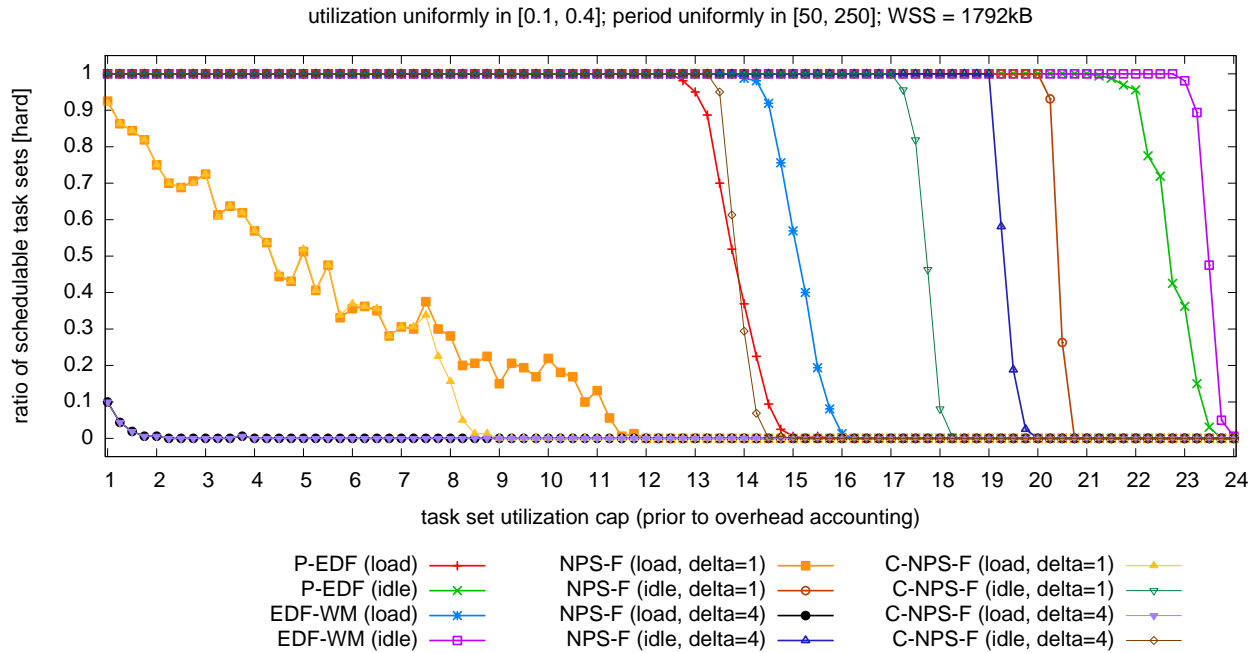 utilization uniformly in [0.1, 0.4]; period uniformly in [50, 250]; WSS = 1792kB
ratio of schedulable task sets [hard]
1
0.9
0.8
0.7
0.6
0.5
0.4
0.3
0.2
0.1
0
1 2 3 4 5 6 7 8 9 10 11 12 13 14 15 16 17 18 19 20 21 22 23 24
task set utilization cap (prior to overhead accounting)
P-EDF (load)
P-EDF (idle)
EDF-WM (load)
EDF-WM (idle)
NPS-F (load, delta=1)
NPS-F (idle, delta=1)
NPS-F (load, delta=4)
NPS-F (idle, delta=4)
C-NPS-F (load, delta=1)
C-NPS-F (idle, delta=1)
C-NPS-F (load, delta=4)
C-NPS-F (idle, delta=4)